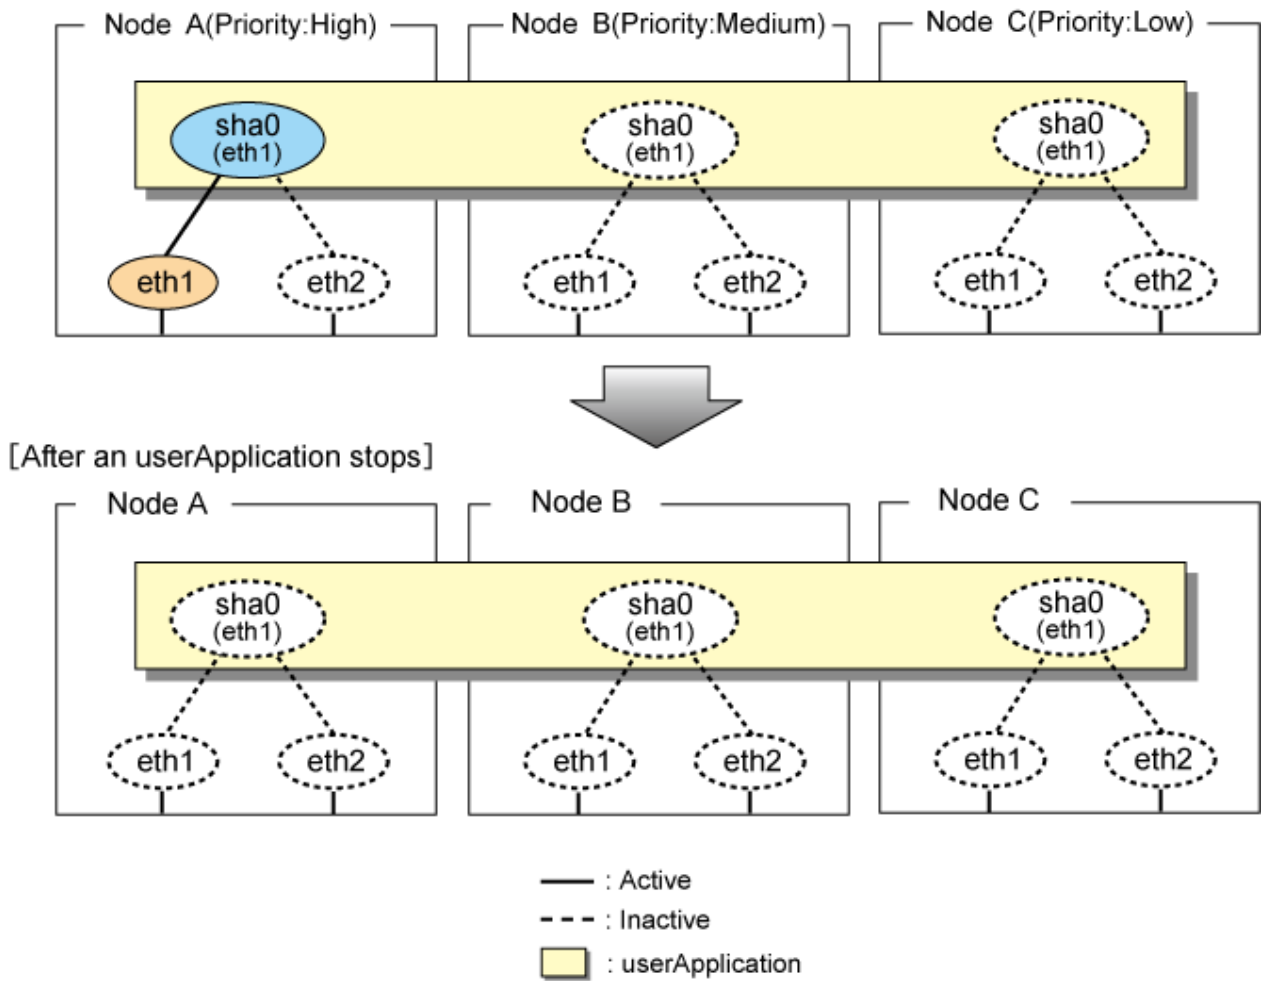 Node A(Priority:High) Node B(Priority:Medium) Node C(Priority:Low)
sha0 sha0 sha0
(eth1) (eth1) (eth1)
eth1 eth2 eth1 eth2 eth1 eth2
[After an userApplication stops]
Node A Node B Node C
sha0 sha0 sha0
(eth1) (eth1) (eth1)
eth1 eth2 eth1 eth2 eth1 eth2
: Active
: Inactive
: userApplication